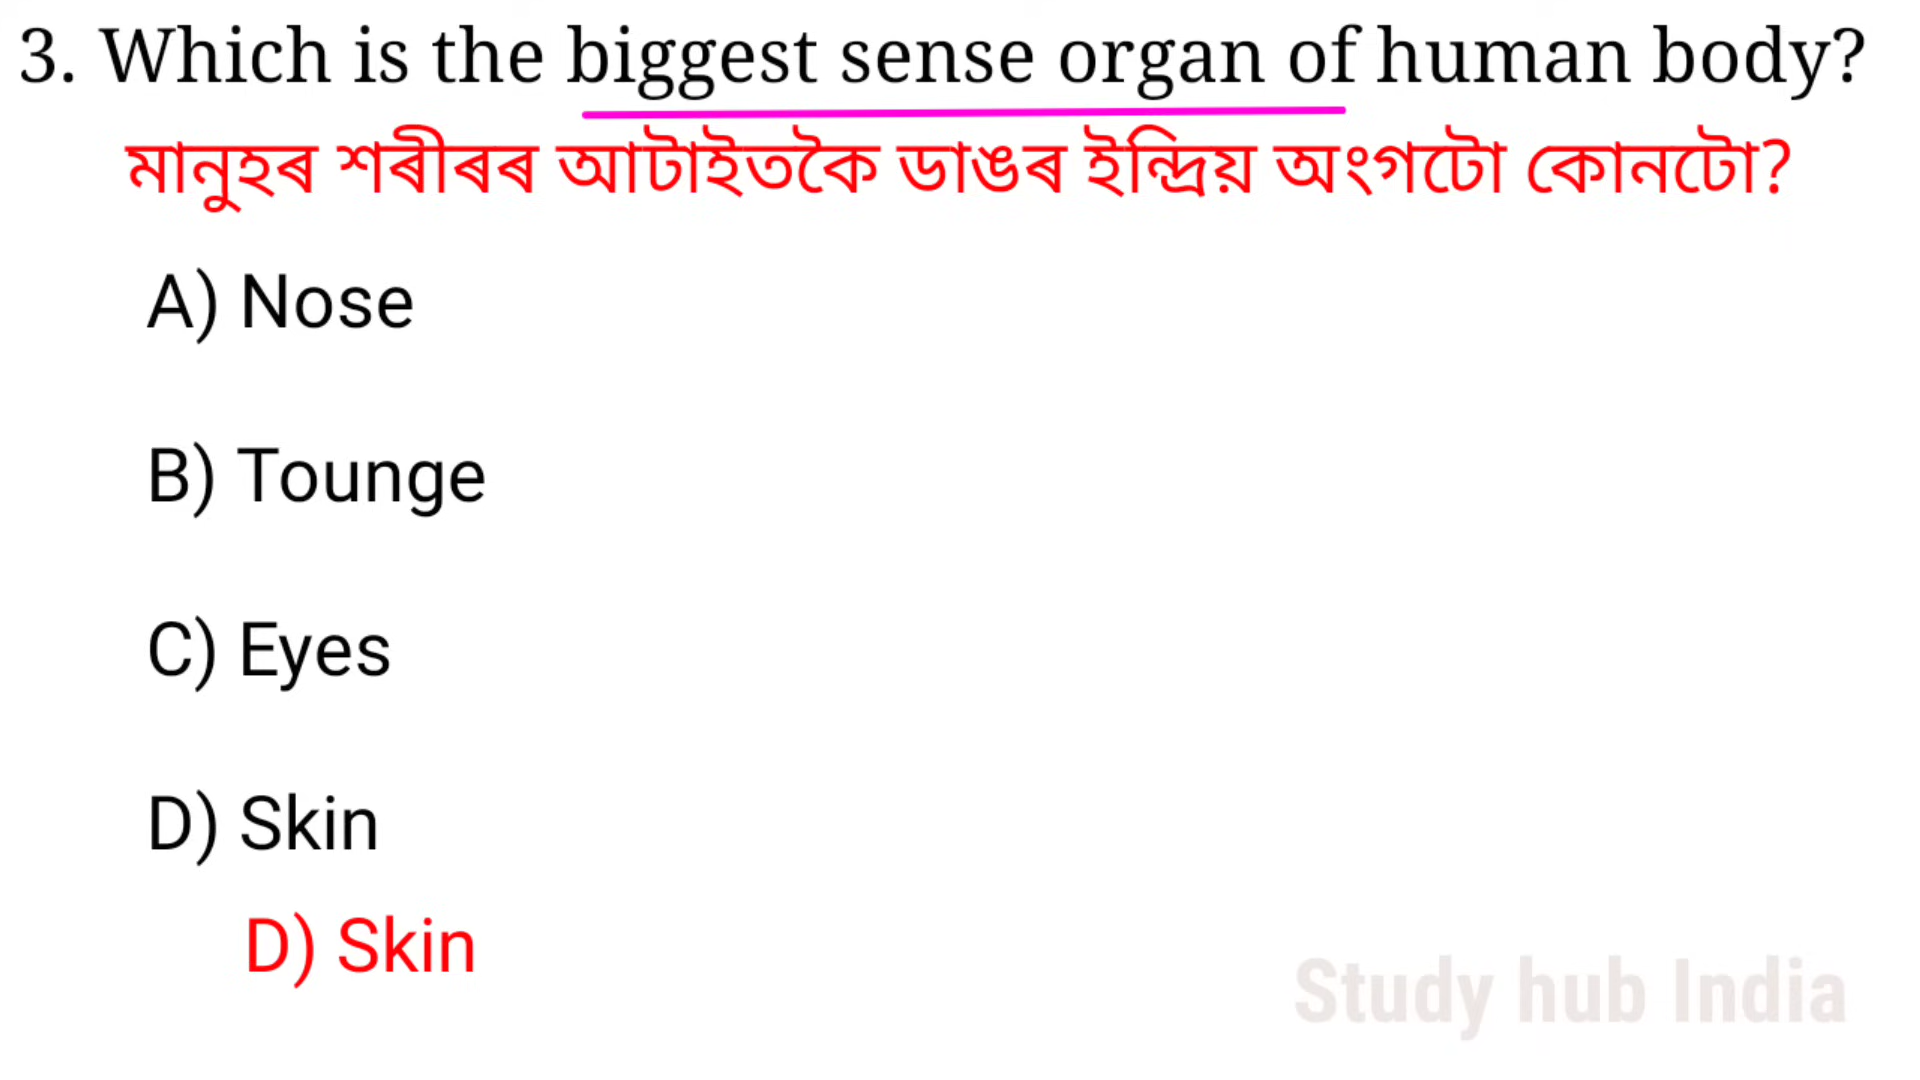 3. Which is the biggest sense organ of human body?
মানুহৰ শৰীৰৰ আটাইতকৈ ডাঙৰ ইন্দ্ৰিয় অংগটো কোনটো?
A) Nose
B) Tounge
C) Eyes
D) Skin
D) Skin
Study hub India